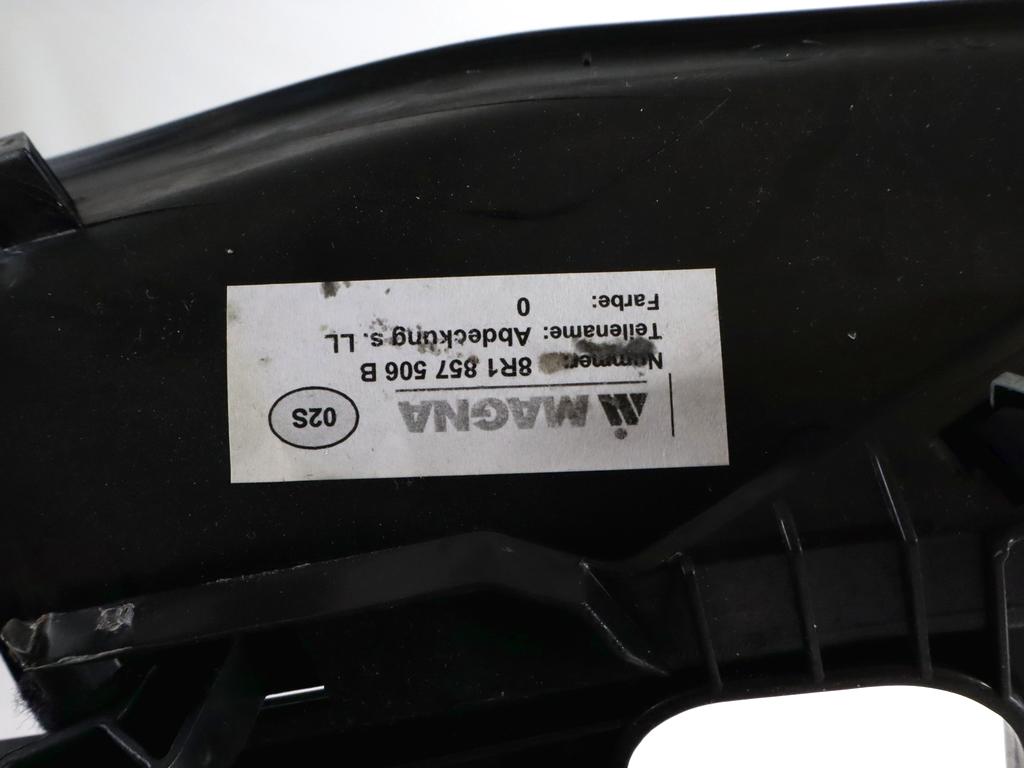 MAGNA
02S
Nummer: 8R1 857 506 B
Teilename: Abdeckung s. LL
Farbe: 0